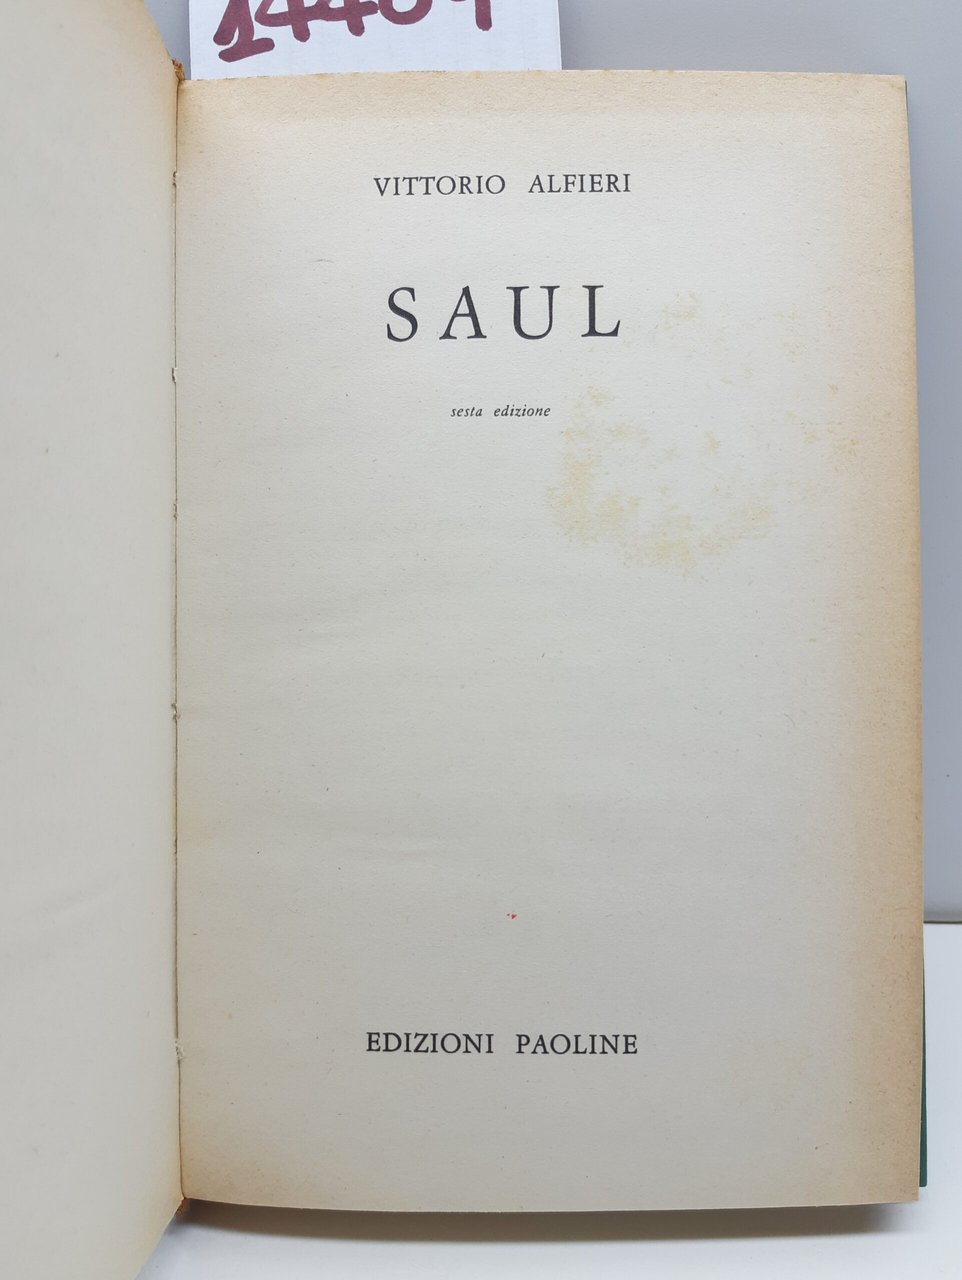 VITTORIO ALFIERI
SAUL
sesta edizione
EDIZIONI PAOLINE